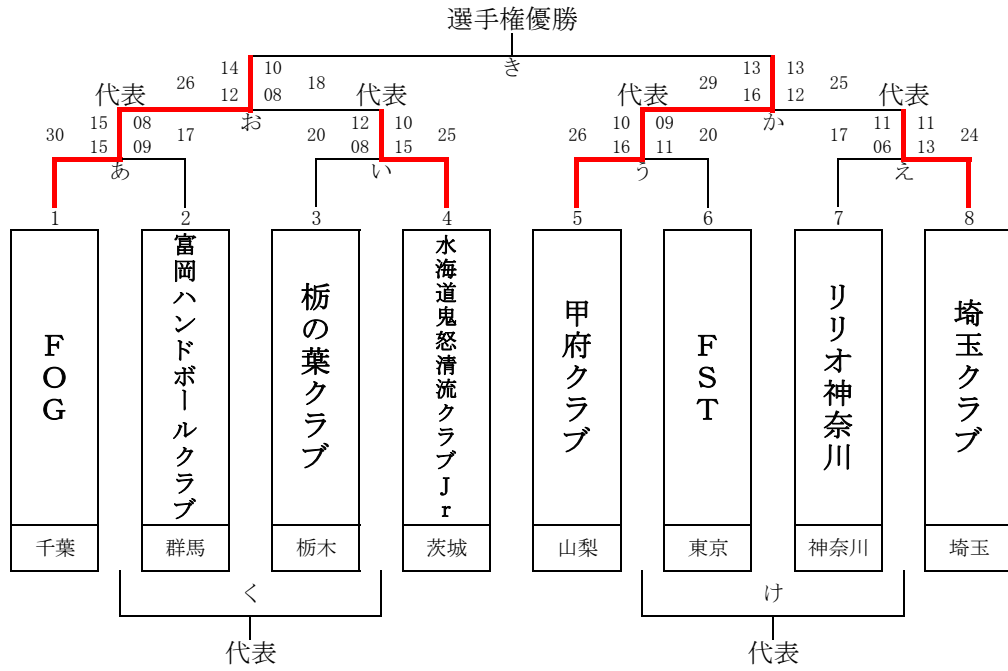 選手権優勝
き
14 10
26 18
12 08
13 13
29 25
16 12
代表 お 代表 代表 か 代表
15 08
30 17
15 09
12 10
20 25
08 15
10 09
26 20
16 11
11 11
17 24
06 13
あ い う え
1 2 3 4 5 6 7 8
FOG
富岡ハンドボールクラブ
栃の葉クラブ
水海道鬼怒清流クラブJr
甲府クラブ
FST
リリオ神奈川
埼玉クラブ
千葉 群馬 栃木 茨城 山梨 東京 神奈川 埼玉
く け
代表 代表